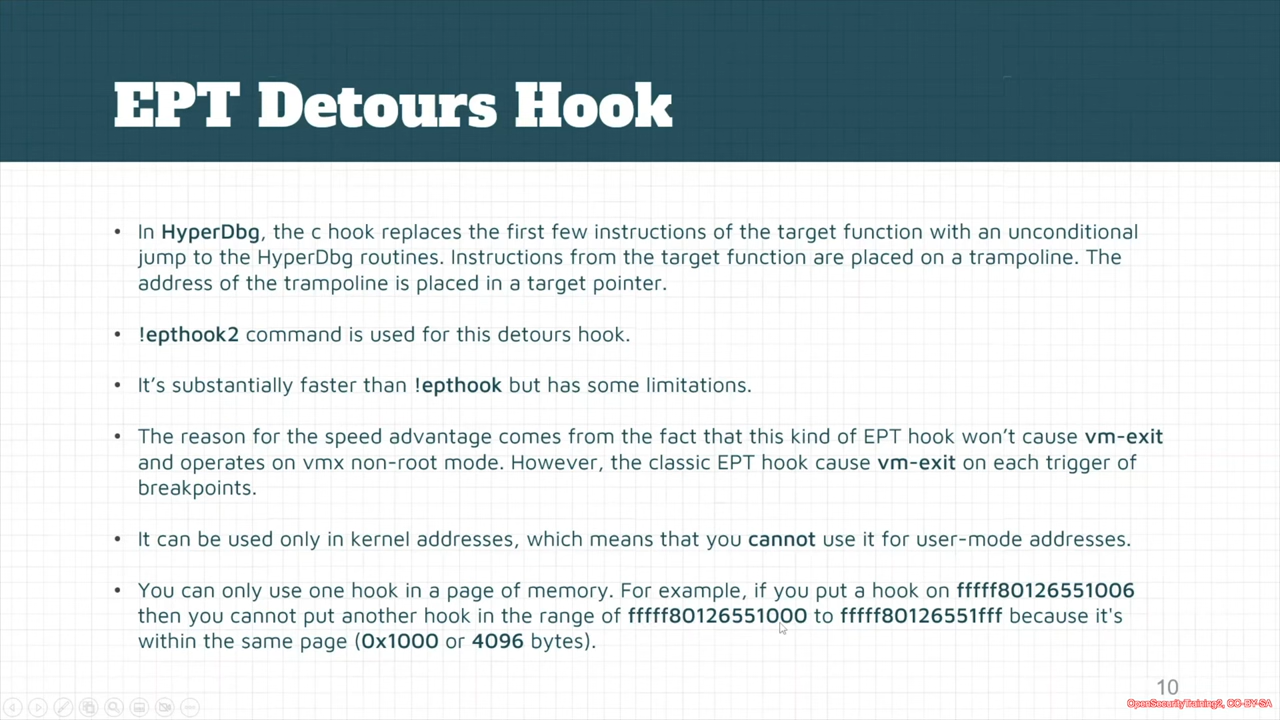 EPT Detours Hook
• In HyperDbg, the c hook replaces the first few instructions of the target function with an unconditional
jump to the HyperDbg routines. Instructions from the target function are placed on a trampoline. The
address of the trampoline is placed in a target pointer.
• !epthook2 command is used for this detours hook.
• It’s substantially faster than !epthook but has some limitations.
• The reason for the speed advantage comes from the fact that this kind of EPT hook won’t cause vm-exit
and operates on vmx non-root mode. However, the classic EPT hook cause vm-exit on each trigger of
breakpoints.
• It can be used only in kernel addresses, which means that you cannot use it for user-mode addresses.
• You can only use one hook in a page of memory. For example, if you put a hook on fffff80126551006
then you cannot put another hook in the range of fffff80126551000 to fffff80126551fff because it's
within the same page (0x1000 or 4096 bytes).
10
OpenSecurityTraining2, CC-BY-SA